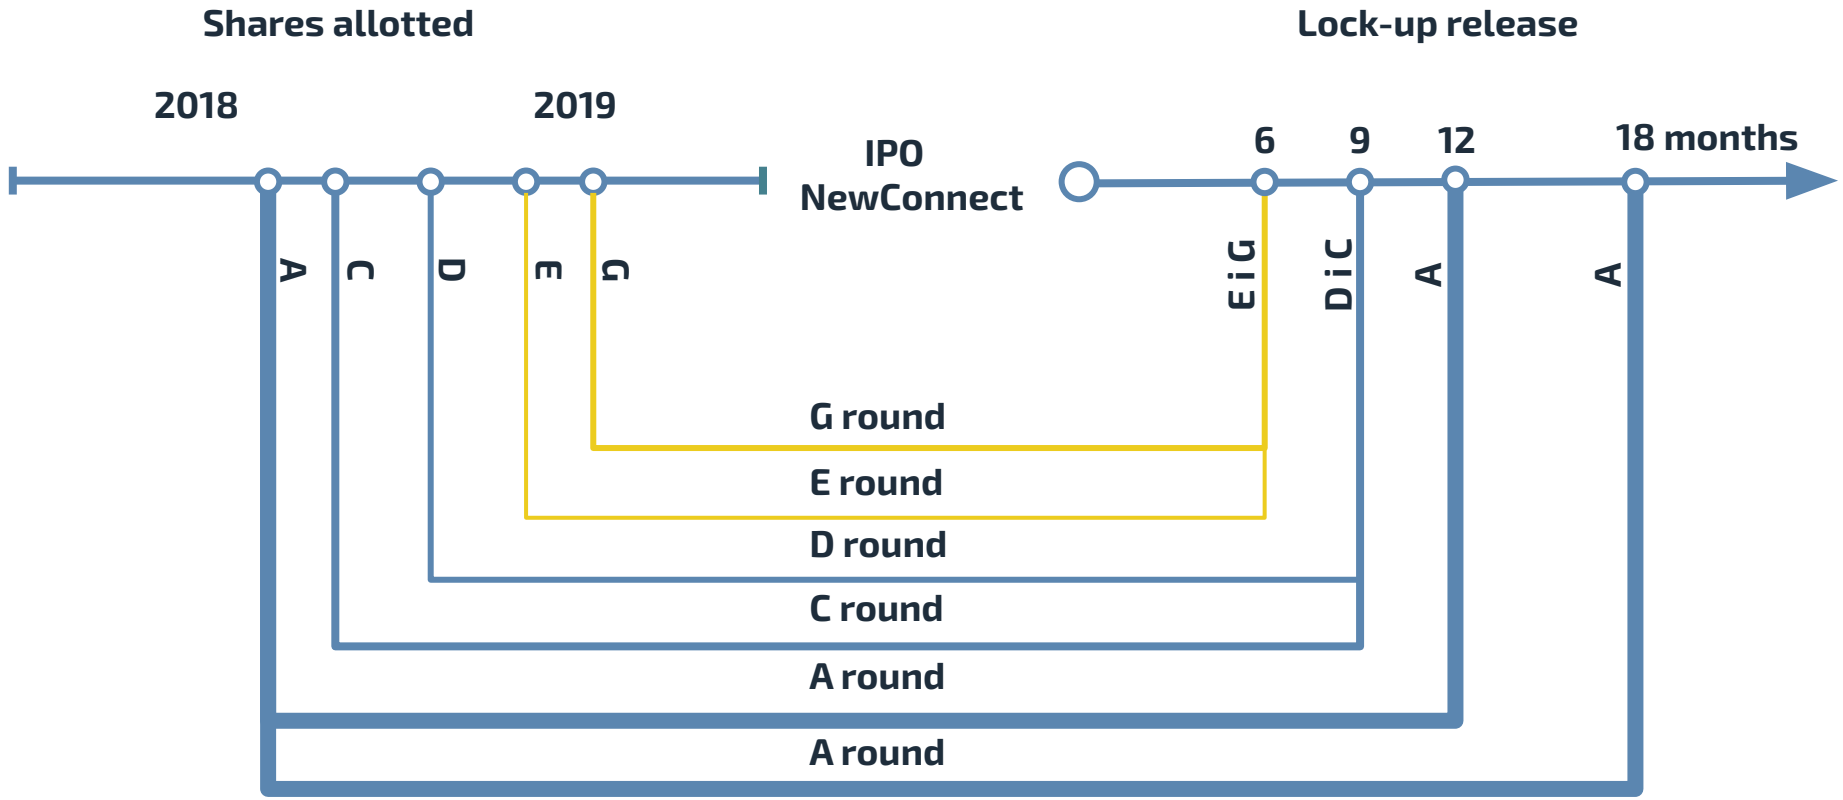 Shares allotted
Lock-up release
2018
2019
IPO
NewConnect
6
9
12
18 months
A
C
D
E
G
E i G
D i C
A
A
G round
E round
D round
C round
A round
A round